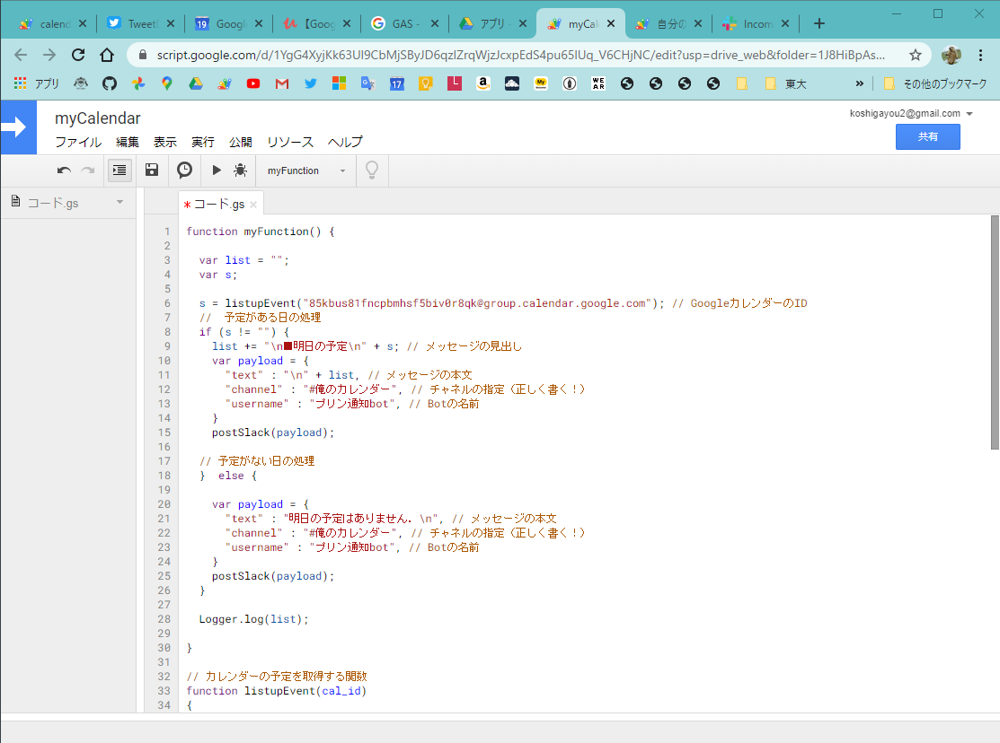 calend
Tweet
19
Googl
【Goog
GAS -
アプリ -
myCal
自分の
Incom
script.google.com/d/1YgG4XyjKk63Ul9CbMjSByJD6qzlZrqWjzJcxpEdS4pu65IUq_V6CHjNC/edit?usp=drive_web&folder=1J8HiBpAs...
アプリ
17
L
a
My
WE
AR
東大
»
その他のブックマーク
myCalendar
koshigayou2@gmail.com
ファイル 編集 表示 実行 公開 リソース ヘルプ
共有
myFunction
コード.gs
* コード.gs
1 function myFunction() {
2
3 var list = "";
4 var s;
5
6 s = listupEvent("85kbus81fncpbmhsf5biv0r8qk@group.calendar.google.com"); // GoogleカレンダーのID
7 //  予定がある日の処理
8 if (s != "") {
9 list += "\n■明日の予定\n" + s; // メッセージの見出し
10 var payload = {
11 "text" : "\n" + list, // メッセージの本文
12 "channel" : "#俺のカレンダー", // チャネルの指定（正しく書く！）
13 "username" : "プリン通知bot", // Botの名前
14 }
15 postSlack(payload);
16
17 // 予定がない日の処理
18 }  else {
19
20 var payload = {
21 "text" : "明日の予定はありません．\n", // メッセージの本文
22 "channel" : "#俺のカレンダー", // チャネルの指定（正しく書く！）
23 "username" : "プリン通知bot", // Botの名前
24 }
25 postSlack(payload);
26 }
27
28 Logger.log(list);
29
30 }
31
32 // カレンダーの予定を取得する関数
33 function listupEvent(cal_id)
34 {